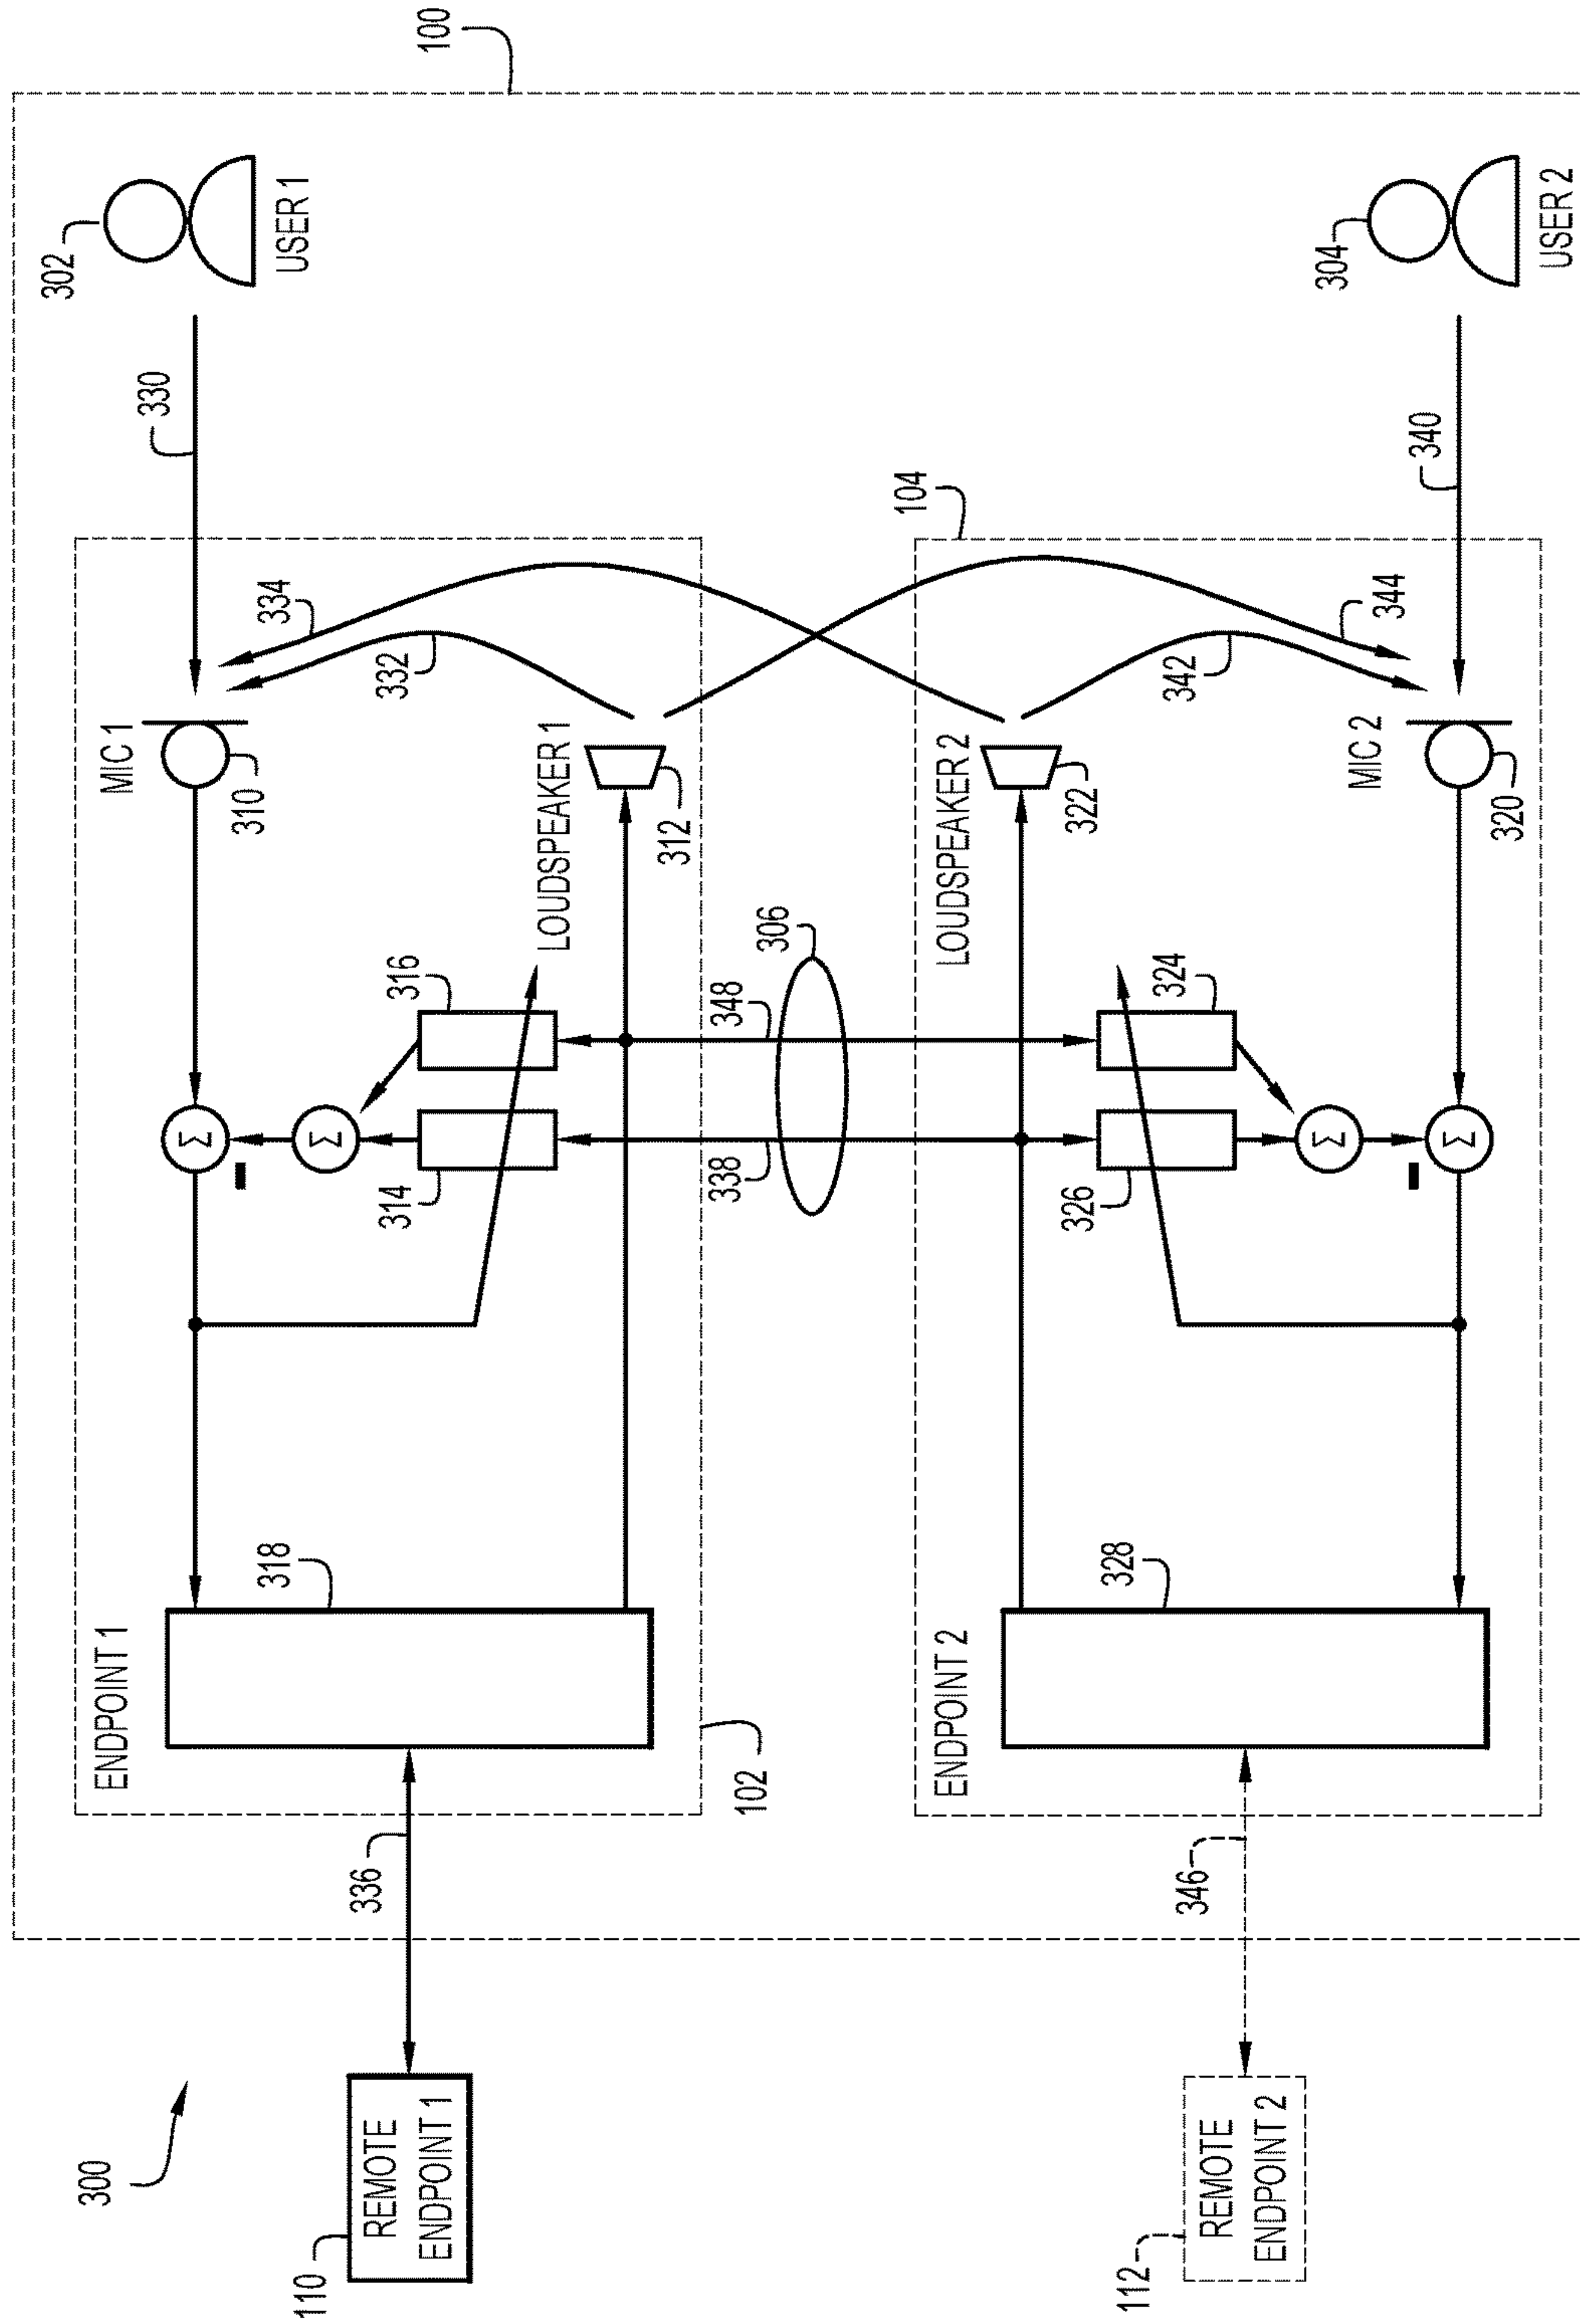 302
300
ENDPOINT 1
MIC 1
330
Σ
310
318
334
USER 1
110
Σ
336
REMOTE
ENDPOINT 1
314
332
316
100
LOUDSPEAKER 1
312
338
348
102
306
104
ENDPOINT 2
LOUDSPEAKER 2
326
322
328
112
324
342
346
REMOTE
ENDPOINT 2
Σ
304
MIC 2
344
340
Σ
320
USER 2